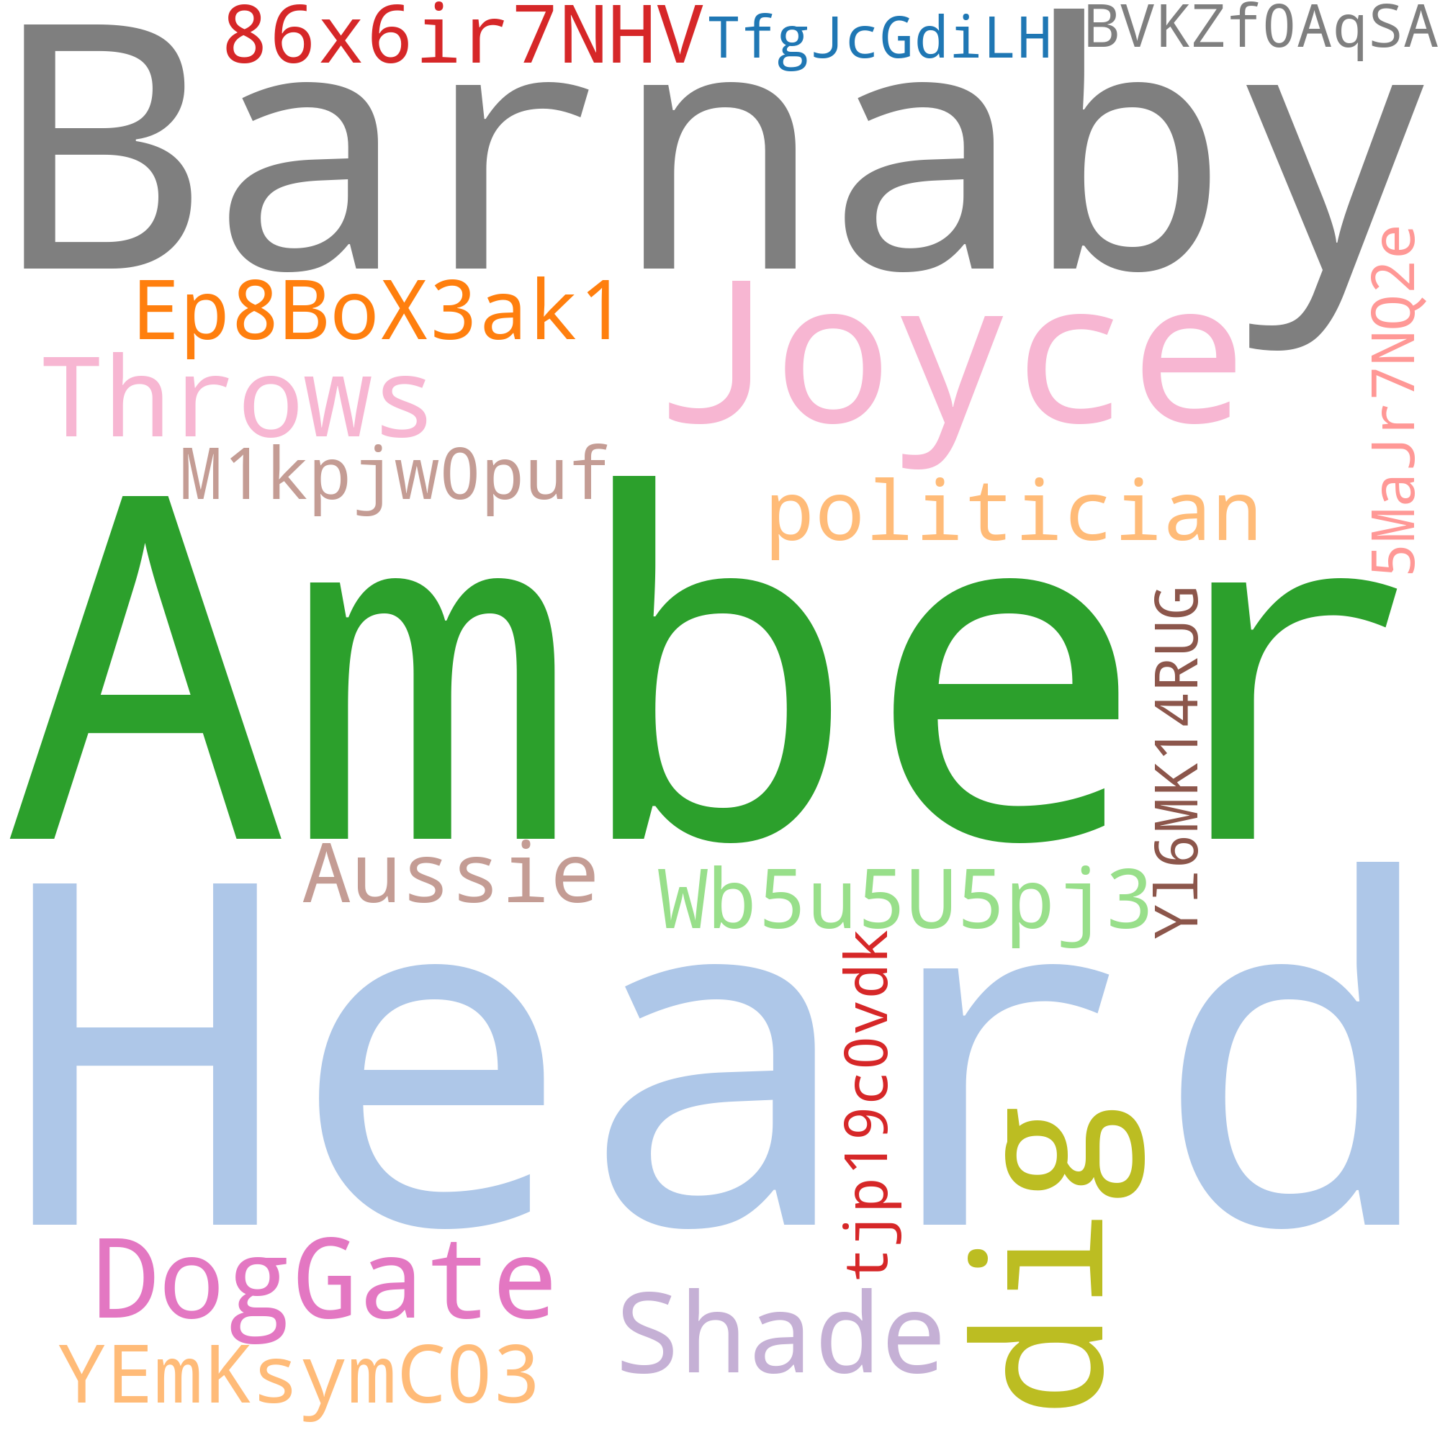 86x6ir7NHV
TfgJcGdiLH
BVKZf0AqSA
Barnaby
Ep8BoX3ak1
Joyce
5MaJr7NQ2e
Throws
M1kpjw0puf
politician
Amber
Yl6MK14RUG
Aussie
Wb5u5U5pj3
Heard
tjp19c0vdk
dig
DogGate
Shade
YEmKsymC03